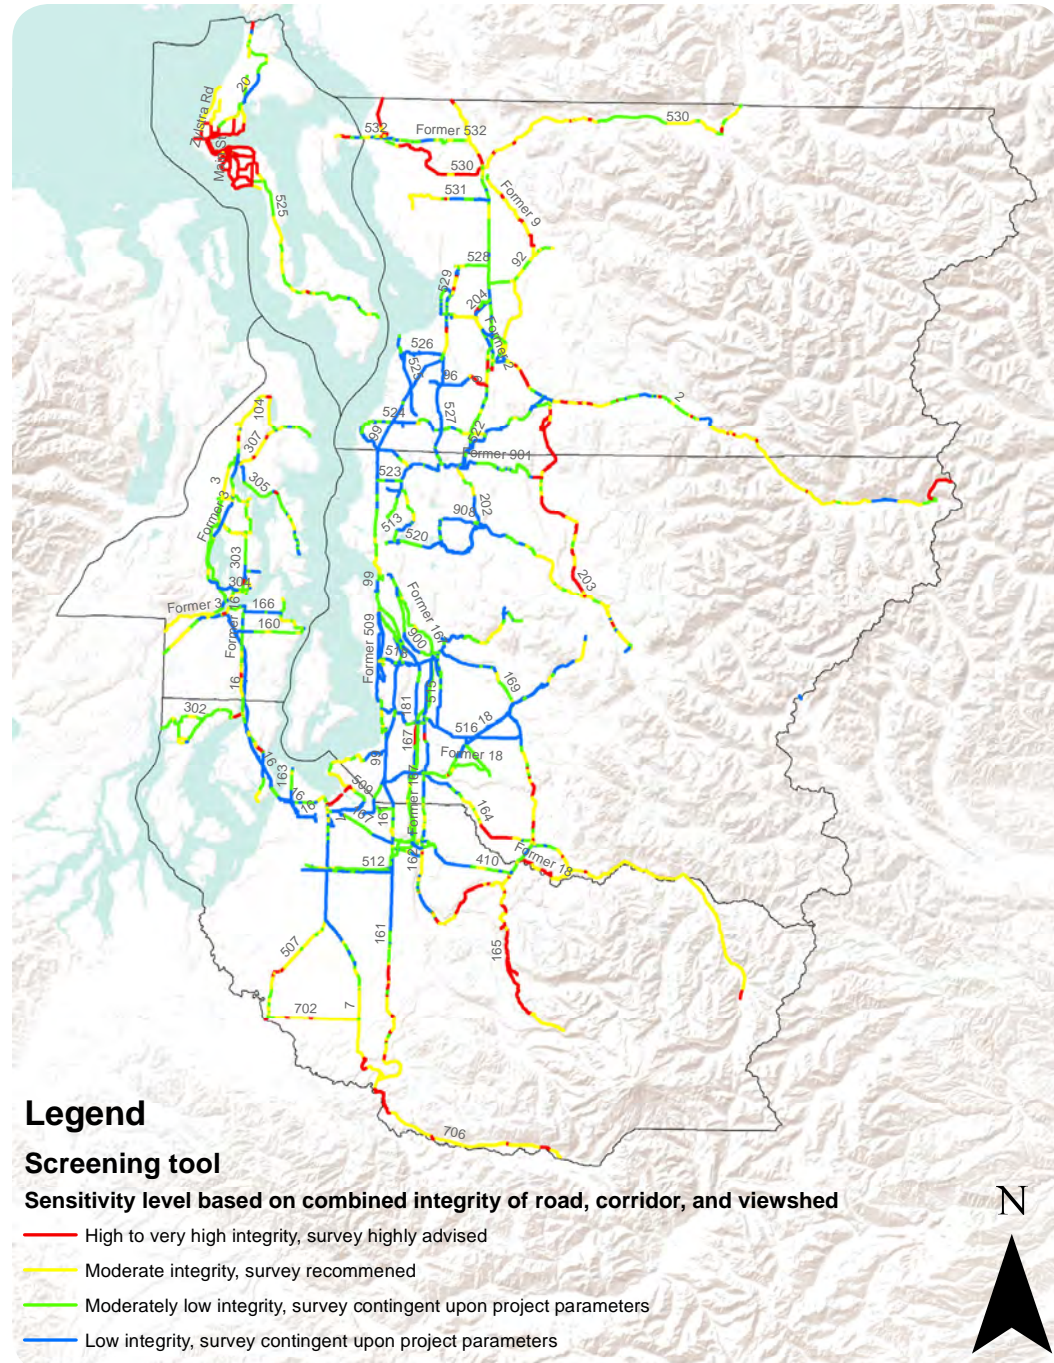 20
Zylstra Rd
Main St
525
532
Former 532
530
530
531
Former 9
528
92
529
204
Former 2
526
525
96
9
527
2
524
99
522
Former 901
104
307
3
305
523
Former 3
202
908
513
520
303
304
99
203
Former 3
Former 16
166
160
Former 509
Former 167
900
518
515
169
16
302
181
167
516
18
Former 18
99
16
163
509
16
167
161
Former 167
164
7
512
162
410
Former 18
507
161
165
702
7
706
Legend
Screening tool
Sensitivity level based on combined integrity of road, corridor, and viewshed
High to very high integrity, survey highly advised
Moderate integrity, survey recommened
Moderately low integrity, survey contingent upon project parameters
Low integrity, survey contingent upon project parameters
N